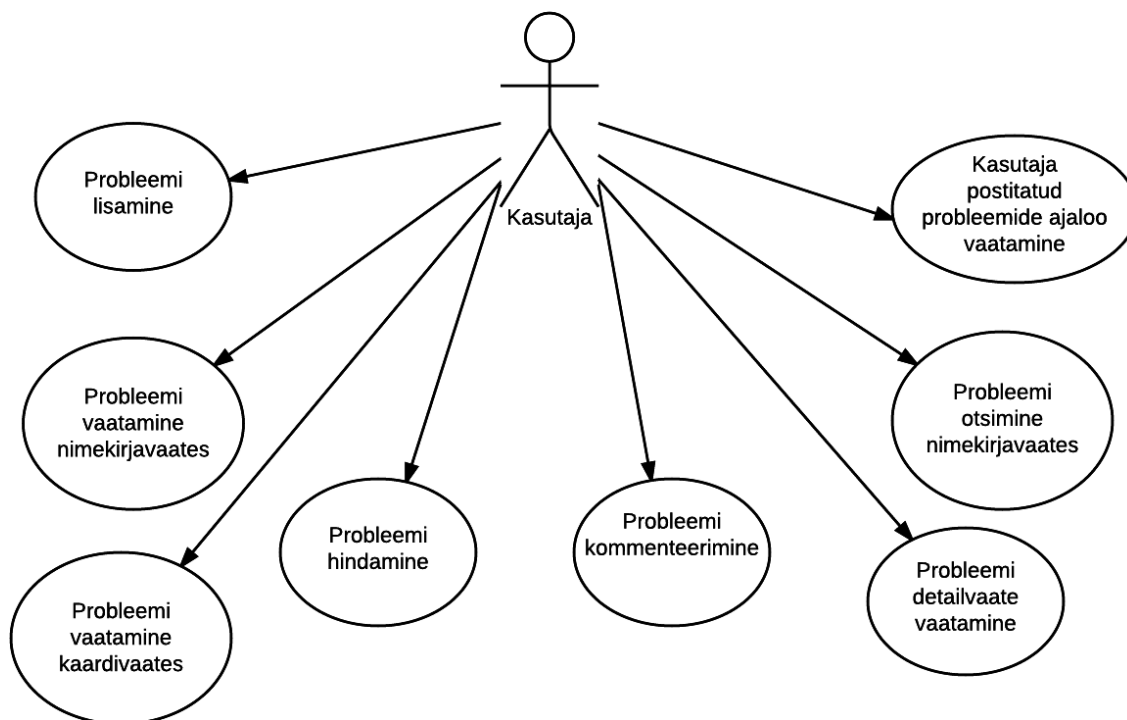 Kasutaja
Probleemi
lisamine
Kasutaja
postitatud
probleemide ajaloo
vaatamine
Probleemi
vaatamine
nimekirjavaates
Probleemi
otsimine
nimekirjavaates
Probleemi
hindamine
Probleemi
kommenteerimine
Probleemi
vaatamine
kaardivaates
Probleemi
detailvaate
vaatamine